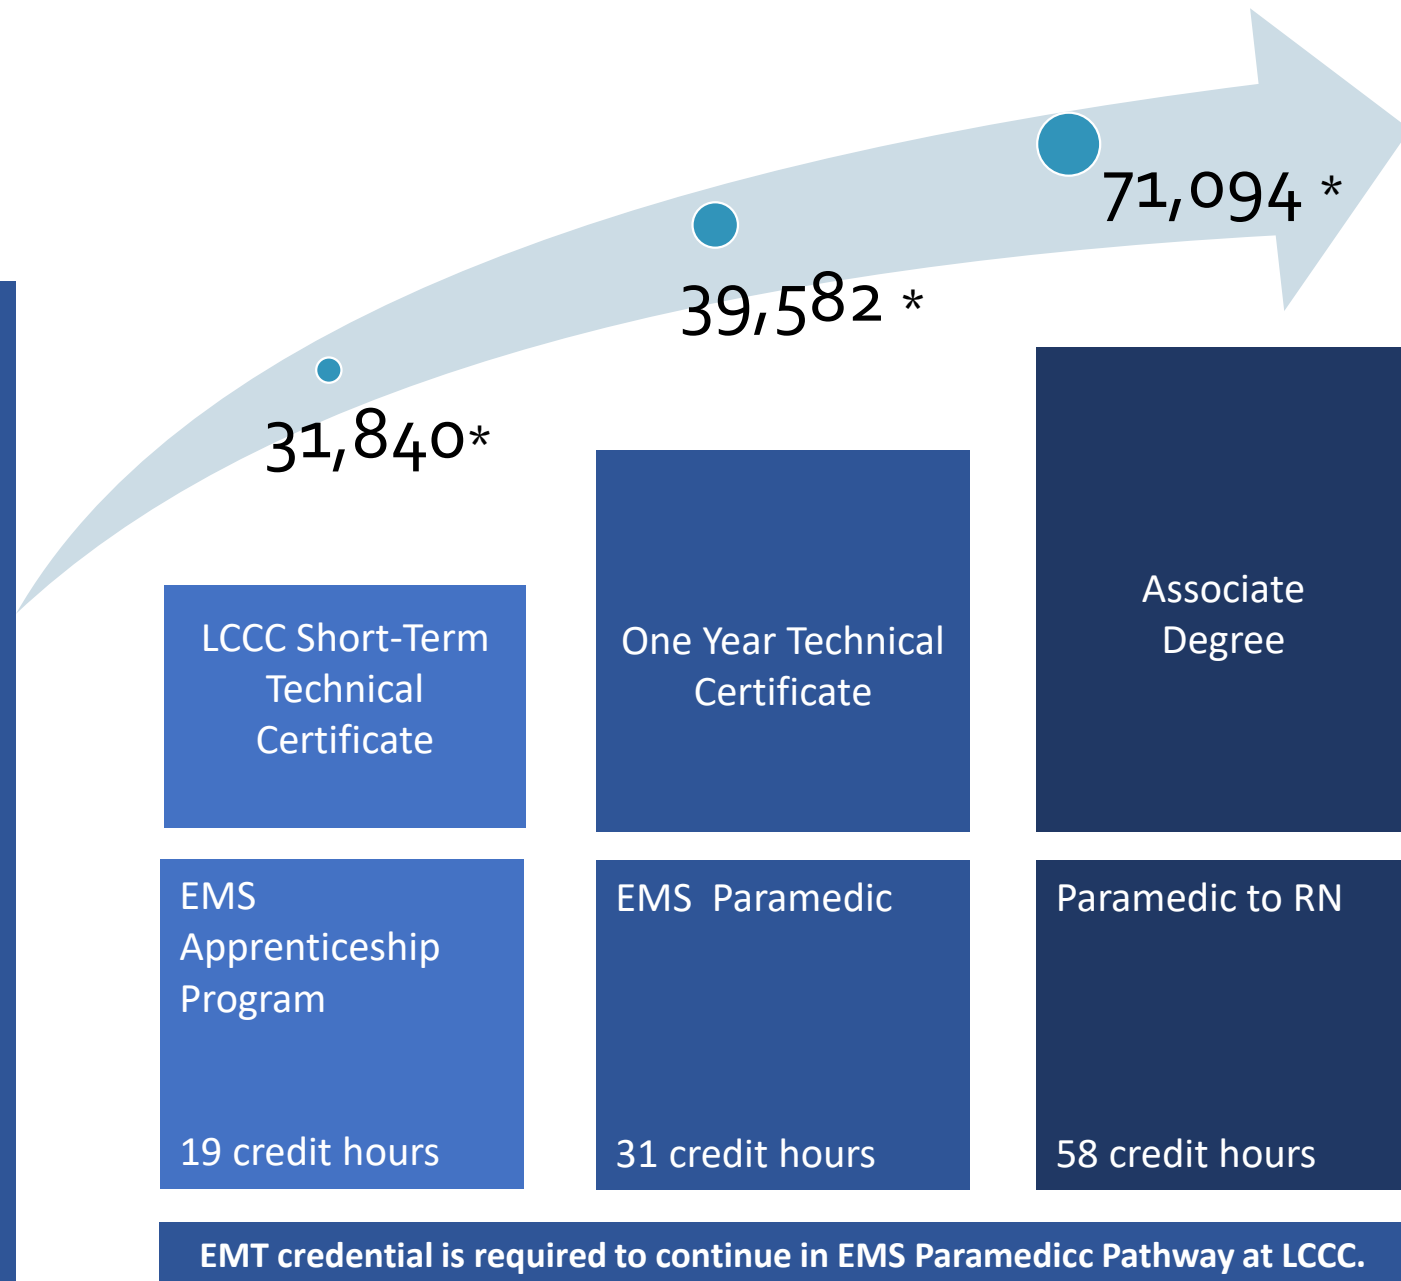 71,094 *
39,582 *
31,840*
LCCC Short-Term
Technical
Certificate
One Year Technical
Certificate
Associate
Degree
EMS
Apprenticeship
Program
19 credit hours
EMS  Paramedic
31 credit hours
Paramedic to RN
58 credit hours
EMT credential is required to continue in EMS Paramedicc Pathway at LCCC.